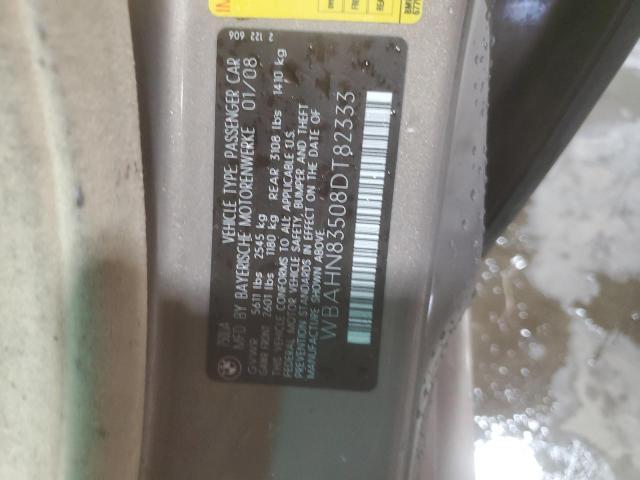 750LiA
VEHICLE TYPE PASSENGER CAR
MFD BY BAYERISCHE MOTORENWERKE 01/08
GVWR 5611 lbs 2545 kg
GAWR FRONT 2601 lbs 1180 kg REAR 3108 lbs 1410 kg
THIS VEHICLE CONFORMS TO ALL APPLICABLE U.S.
FEDERAL MOTOR VEHICLE SAFETY, BUMPER AND THEFT
PREVENTION STANDARDS IN EFFECT ON THE DATE OF
MANUFACTURE SHOWN ABOVE.
WBAHN83508DT82333
2 122 606